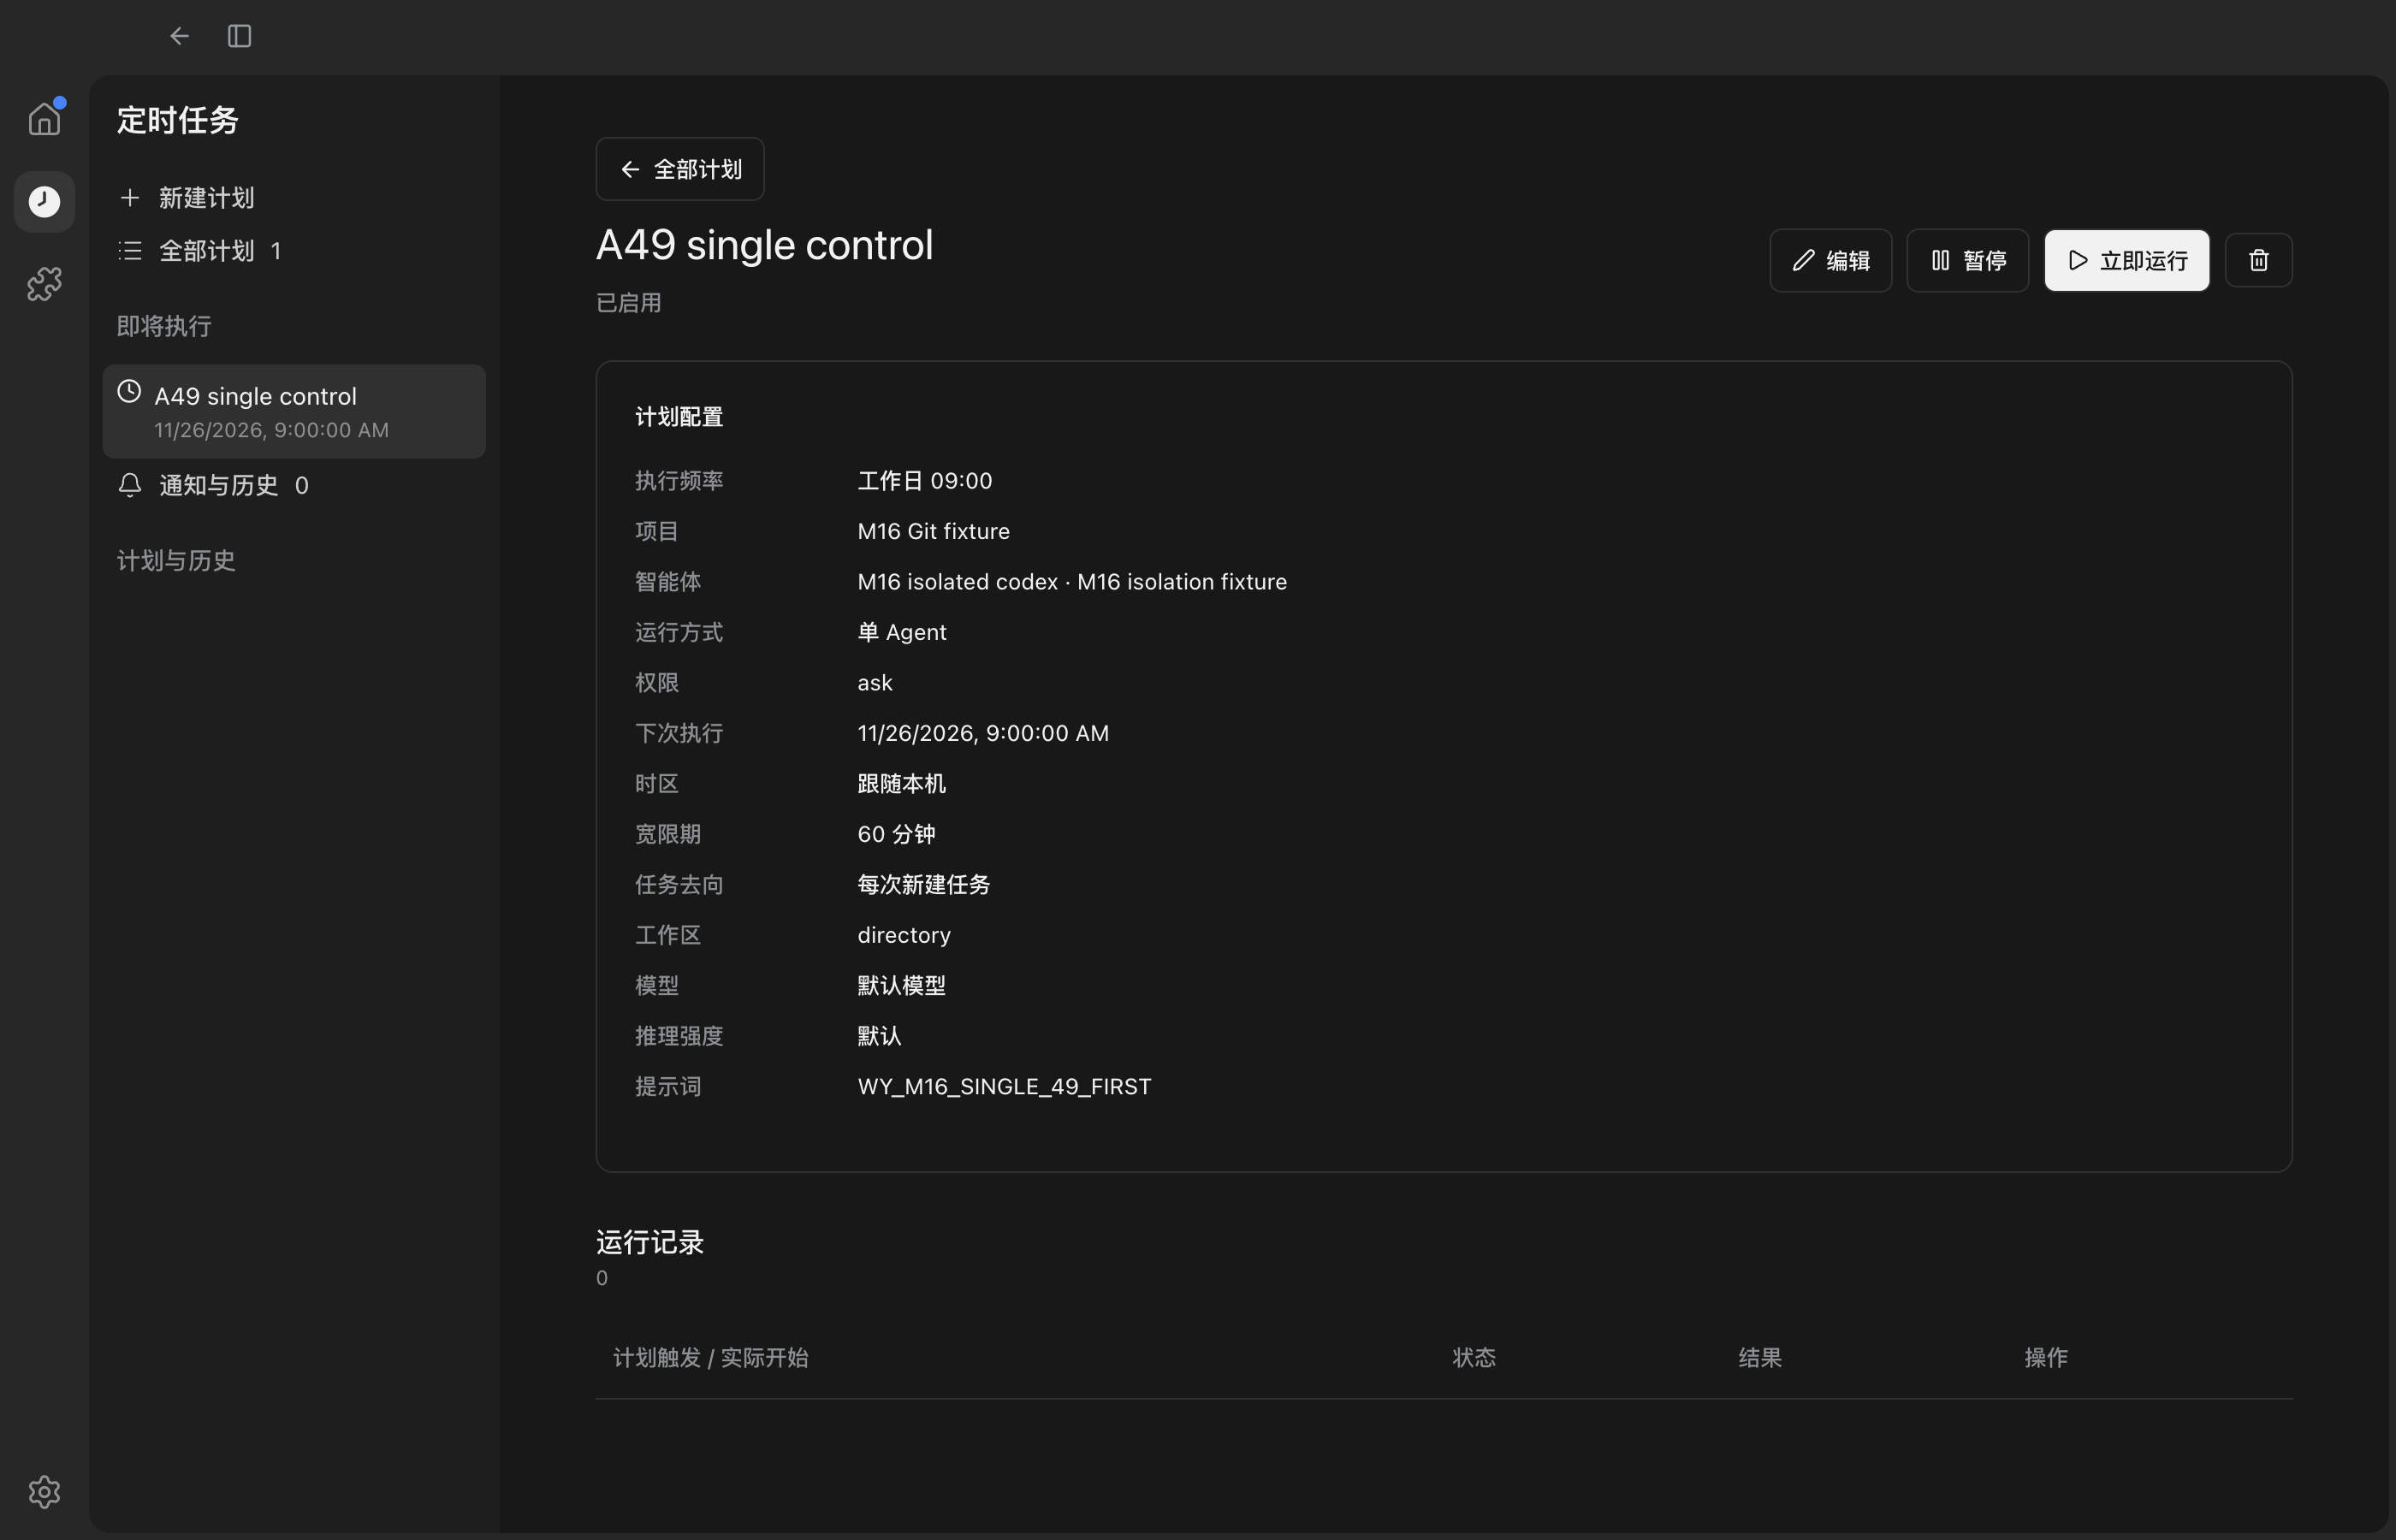 定时任务
新建计划
全部计划 1
即将执行
A49 single control
11/26/2026, 9:00:00 AM
通知与历史 0
计划与历史
全部计划
A49 single control
已启用
编辑
暂停
立即运行
计划配置
执行频率 工作日 09:00
项目 M16 Git fixture
智能体 M16 isolated codex · M16 isolation fixture
运行方式 单 Agent
权限 ask
下次执行 11/26/2026, 9:00:00 AM
时区 跟随本机
宽限期 60 分钟
任务去向 每次新建任务
工作区 directory
模型 默认模型
推理强度 默认
提示词 WY_M16_SINGLE_49_FIRST
运行记录
0
计划触发 / 实际开始 状态 结果 操作